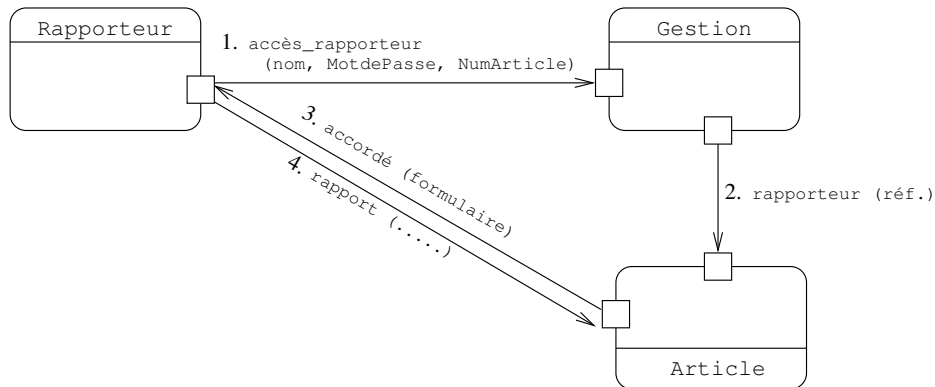 Rapporteur
Gestion
1. accès_rapporteur
(nom, MotdePasse, NumArticle)
3. accordé (formulaire)
4. rapport (.....)
2. rapporteur (réf.)
Article